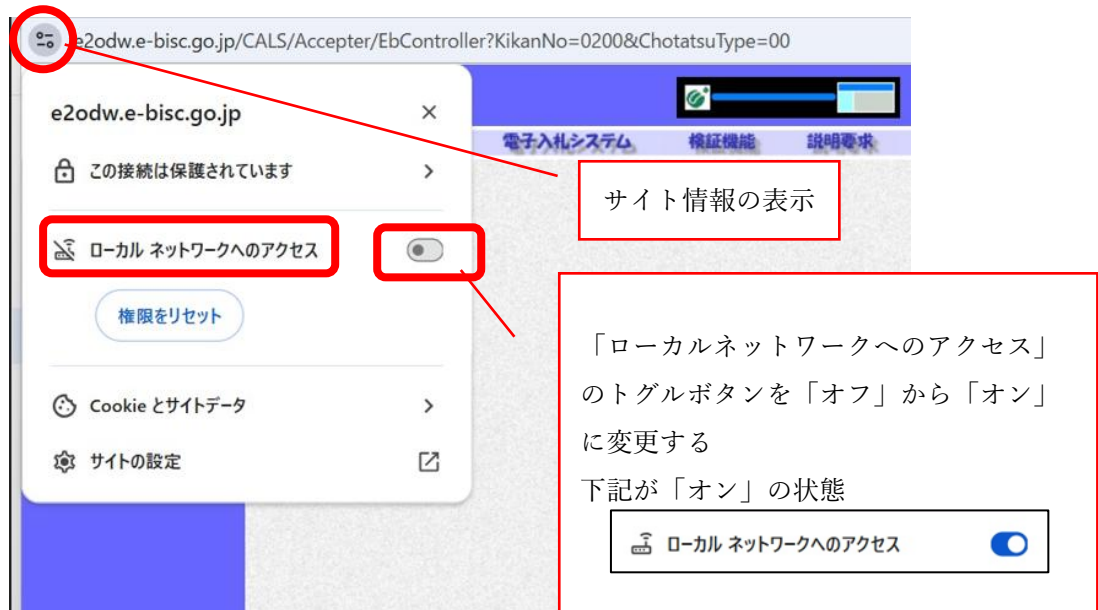 e2odw.e-bisc.go.jp/CALS/Accepter/EbController?KikanNo=0200&ChotatsuType=00
e2odw.e-bisc.go.jp
電子入札システム 検証機能 説明要求
この接続は保護されています
サイト情報の表示
ローカル ネットワークへのアクセス
権限をリセット
Cookie とサイトデータ
サイトの設定
「ローカルネットワークへのアクセス」
のトグルボタンを「オフ」から「オン」
に変更する
下記が「オン」の状態
ローカル ネットワークへのアクセス